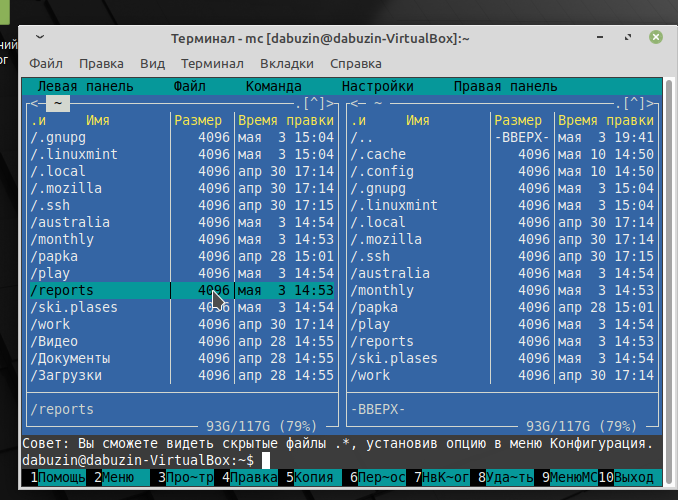 ний
ог
Терминал - mc [dabuzin@dabuzin-VirtualBox]:~
Файл Правка Вид Терминал Вкладки Справка
Левая панель Файл Команда Настройки Правая панель
<─ ~ .[^]> <─ ~ .[^]>
.и Имя Размер Время правки .и Имя Размер Время правки
/.gnupg 4096 мая 3 15:04 /.. -ВВЕРХ- мая 3 19:41
/.linuxmint 4096 мая 3 15:04 /.cache 4096 мая 10 14:50
/.local 4096 апр 30 17:14 /.config 4096 мая 10 14:50
/.mozilla 4096 апр 30 17:14 /.gnupg 4096 мая 3 15:04
/.ssh 4096 апр 30 17:15 /.linuxmint 4096 мая 3 15:04
/australia 4096 мая 3 14:54 /.local 4096 апр 30 17:14
/monthly 4096 мая 3 14:53 /.mozilla 4096 апр 30 17:14
/papka 4096 апр 28 15:01 /.ssh 4096 апр 30 17:15
/play 4096 мая 3 14:54 /australia 4096 мая 3 14:54
/reports 4096 мая 3 14:53 /monthly 4096 мая 3 14:53
/ski.plases 4096 мая 3 14:54 /papka 4096 апр 28 15:01
/work 4096 апр 30 17:14 /play 4096 мая 3 14:54
/Видео 4096 апр 28 14:55 /reports 4096 мая 3 14:53
/Документы 4096 апр 28 14:55 /ski.plases 4096 мая 3 14:54
/Загрузки 4096 апр 28 14:55 /work 4096 апр 30 17:14
/reports -ВВЕРХ-
93G/117G (79%) 93G/117G (79%)
Совет: Вы сможете видеть скрытые файлы .*, установив опцию в меню Конфигурация.
dabuzin@dabuzin-VirtualBox:~$
1Помощь 2Меню 3Про~тр 4Правка 5Копия 6Пер~ос 7НвК~ог 8Уда~ть 9МенюМС 10Выход